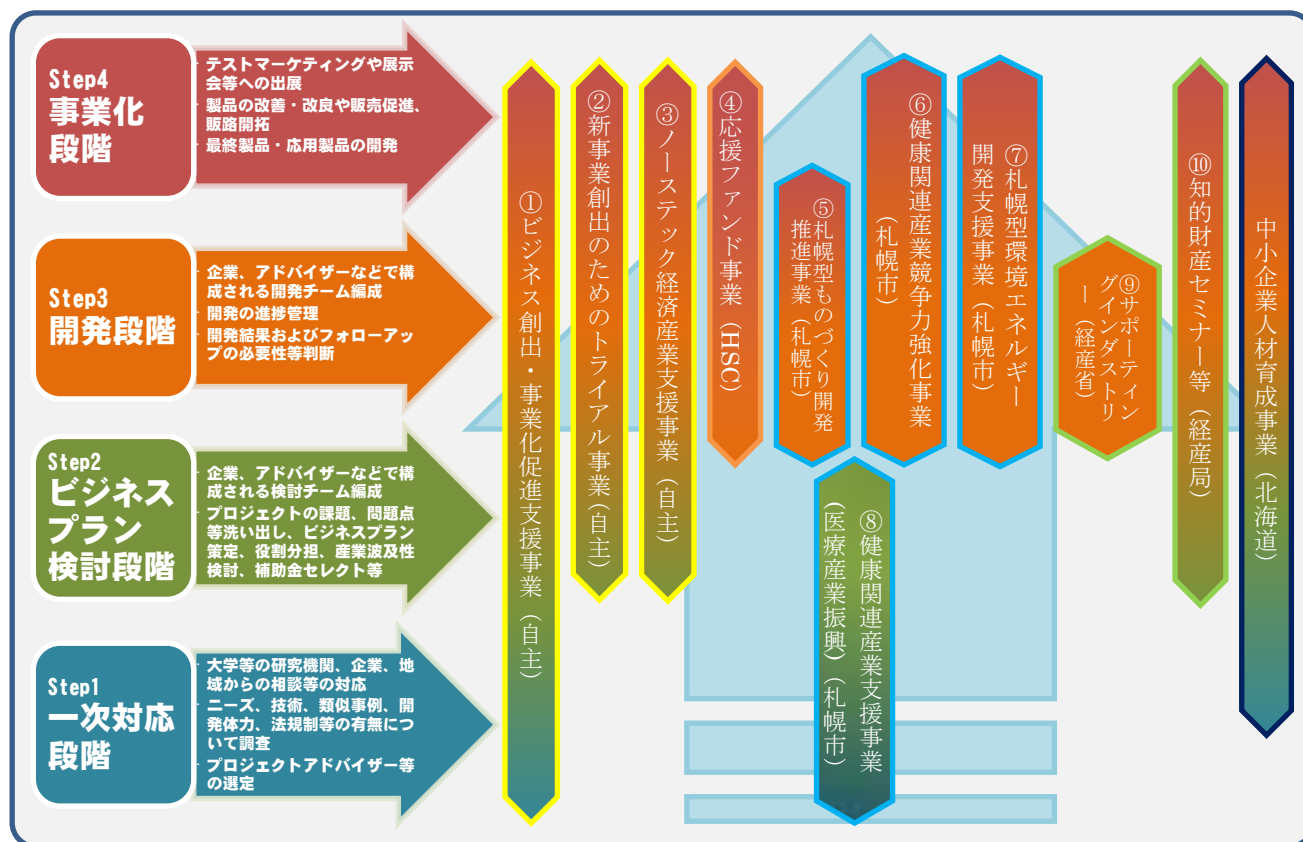 Step4
事業化
段階
・ テストマーケティングや展示
会等への出展
・ 製品の改善・改良や販売促進、
販路開拓
・ 最終製品・応用製品の開発
Step3
開発段階
・ 企業、アドバイザーなどで構
成される開発チーム編成
・ 開発の進捗管理
・ 開発結果およびフォローアッ
プの必要性等判断
Step2
ビジネス
プラン
検討段階
・ 企業、アドバイザーなどで構
成される検討チーム編成
・ プロジェクトの課題、問題点
等洗い出し、ビジネスプラン
策定、役割分担、産業波及性
検討、補助金セレクト等
Step1
一次対応
段階
・ 大学等の研究機関、企業、地
域からの相談等の対応
・ ニーズ、技術、類似事例、開
発体力、法規制等の有無につ
いて調査
・ プロジェクトアドバイザー等
の選定
①ビジネス創出・事業化促進支援事業（自主）
②新事業創出のためのトライアル事業（自主）
③ノーステック経済産業支援事業（自主）
④応援ファンド事業（HSC）
⑤札幌型ものづくり開発
推進事業（札幌市）
⑥健康関連産業競争力強化事業
（札幌市）
⑦札幌型環境エネルギー
開発支援事業（札幌市）
⑧健康関連産業支援事業
（医療産業振興）（札幌市）
⑨サポーティン
グインダストリ
ー（経産省）
⑩知的財産セミナー等（経産局）
中小企業人材育成事業（北海道）